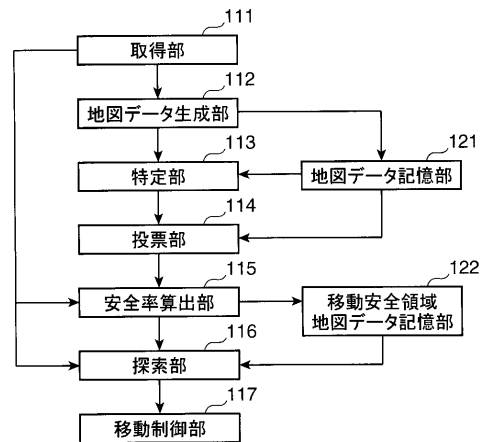 111
取得部
112
地図データ生成部
113
特定部
121
地図データ記憶部
114
投票部
115
安全率算出部
122
移動安全領域
地図データ記憶部
116
探索部
117
移動制御部